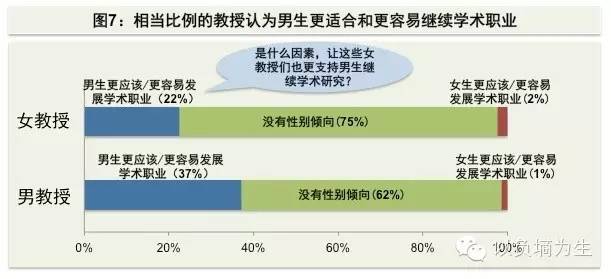 图7：相当比例的教授认为男生更适合和更容易继续学术职业
是什么因素，让这些女
教授们也更支持男生继
续学术研究？
男生更应该/更容易发
展学术职业（22%）
女生更应该/更容易
发展学术职业(2%)
女教授
没有性别倾向(75%)
男生更应该/更容易发展
学术职业（37%）
女生更应该/更容易
发展学术职业(1%)
男教授
没有性别倾向(62%)
0%
20%
40%
60%
80%
100%
以负墒为生